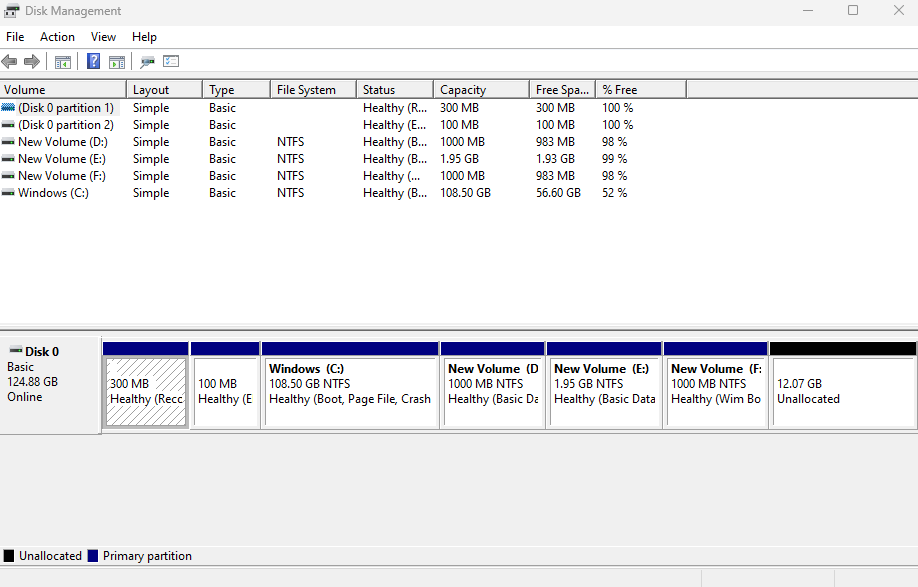 Disk Management
File Action View Help
Volume Layout Type File System Status Capacity Free Spa... % Free
(Disk 0 partition 1) Simple Basic Healthy (R... 300 MB 300 MB 100 %
(Disk 0 partition 2) Simple Basic Healthy (E... 100 MB 100 MB 100 %
New Volume (D:) Simple Basic NTFS Healthy (B... 1000 MB 983 MB 98 %
New Volume (E:) Simple Basic NTFS Healthy (B... 1.95 GB 1.93 GB 99 %
New Volume (F:) Simple Basic NTFS Healthy (... 1000 MB 983 MB 98 %
Windows (C:) Simple Basic NTFS Healthy (B... 108.50 GB 56.60 GB 52 %
Disk 0
Basic
124.88 GB
Online
300 MB
Healthy (Recc
100 MB
Healthy (E
Windows (C:)
108.50 GB NTFS
Healthy (Boot, Page File, Crash
New Volume (D
1000 MB NTFS
Healthy (Basic Da
New Volume (E:)
1.95 GB NTFS
Healthy (Basic Data
New Volume (F:
1000 MB NTFS
Healthy (Wim Bo
12.07 GB
Unallocated
Unallocated Primary partition